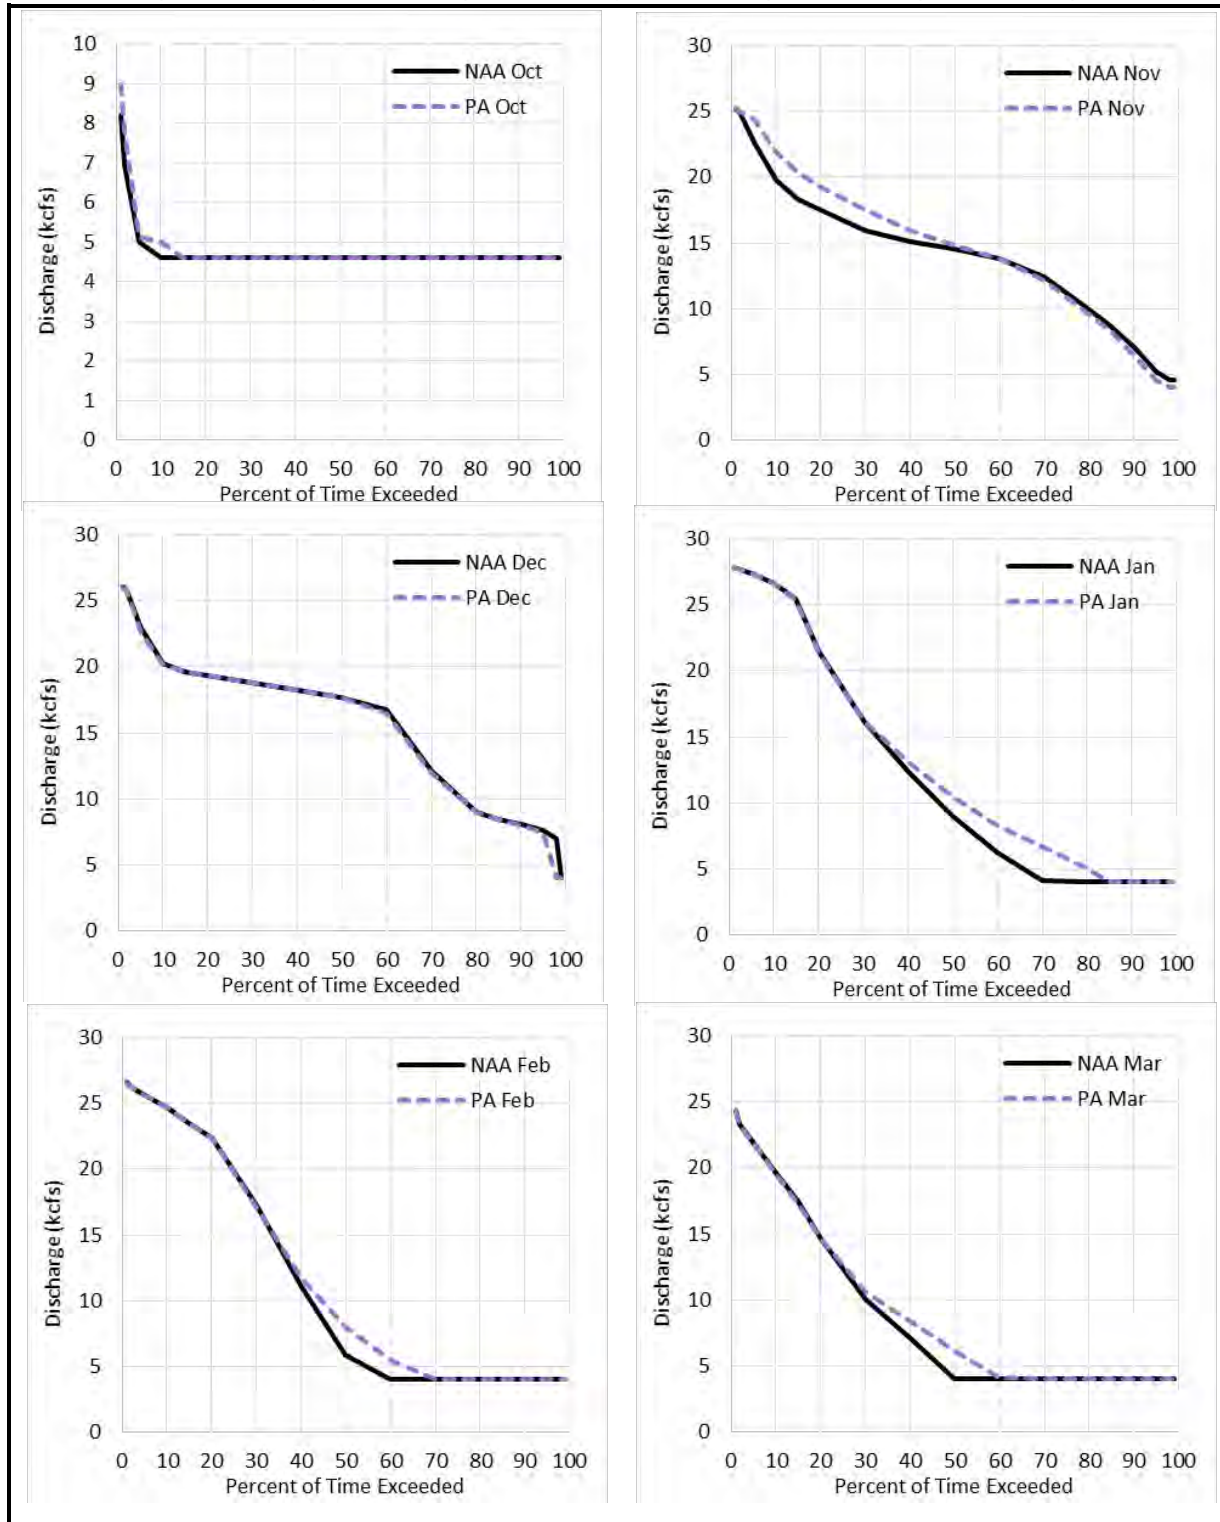 10
9
8
7
6
5
4
3
2
1
0
Discharge (kcfs)
NAA Oct
PA Oct
0 10 20 30 40 50 60 70 80 90 100
Percent of Time Exceeded
30
25
20
15
10
5
0
Discharge (kcfs)
NAA Nov
PA Nov
0 10 20 30 40 50 60 70 80 90 100
Percent of Time Exceeded
30
25
20
15
10
5
0
Discharge (kcfs)
NAA Dec
PA Dec
0 10 20 30 40 50 60 70 80 90 100
Percent of Time Exceeded
30
25
20
15
10
5
0
Discharge (kcfs)
NAA Jan
PA Jan
0 10 20 30 40 50 60 70 80 90 100
Percent of Time Exceeded
30
25
20
15
10
5
0
Discharge (kcfs)
NAA Feb
PA Feb
0 10 20 30 40 50 60 70 80 90 100
Percent of Time Exceeded
30
25
20
15
10
5
0
Discharge (kcfs)
NAA Mar
PA Mar
0 10 20 30 40 50 60 70 80 90 100
Percent of Time Exceeded